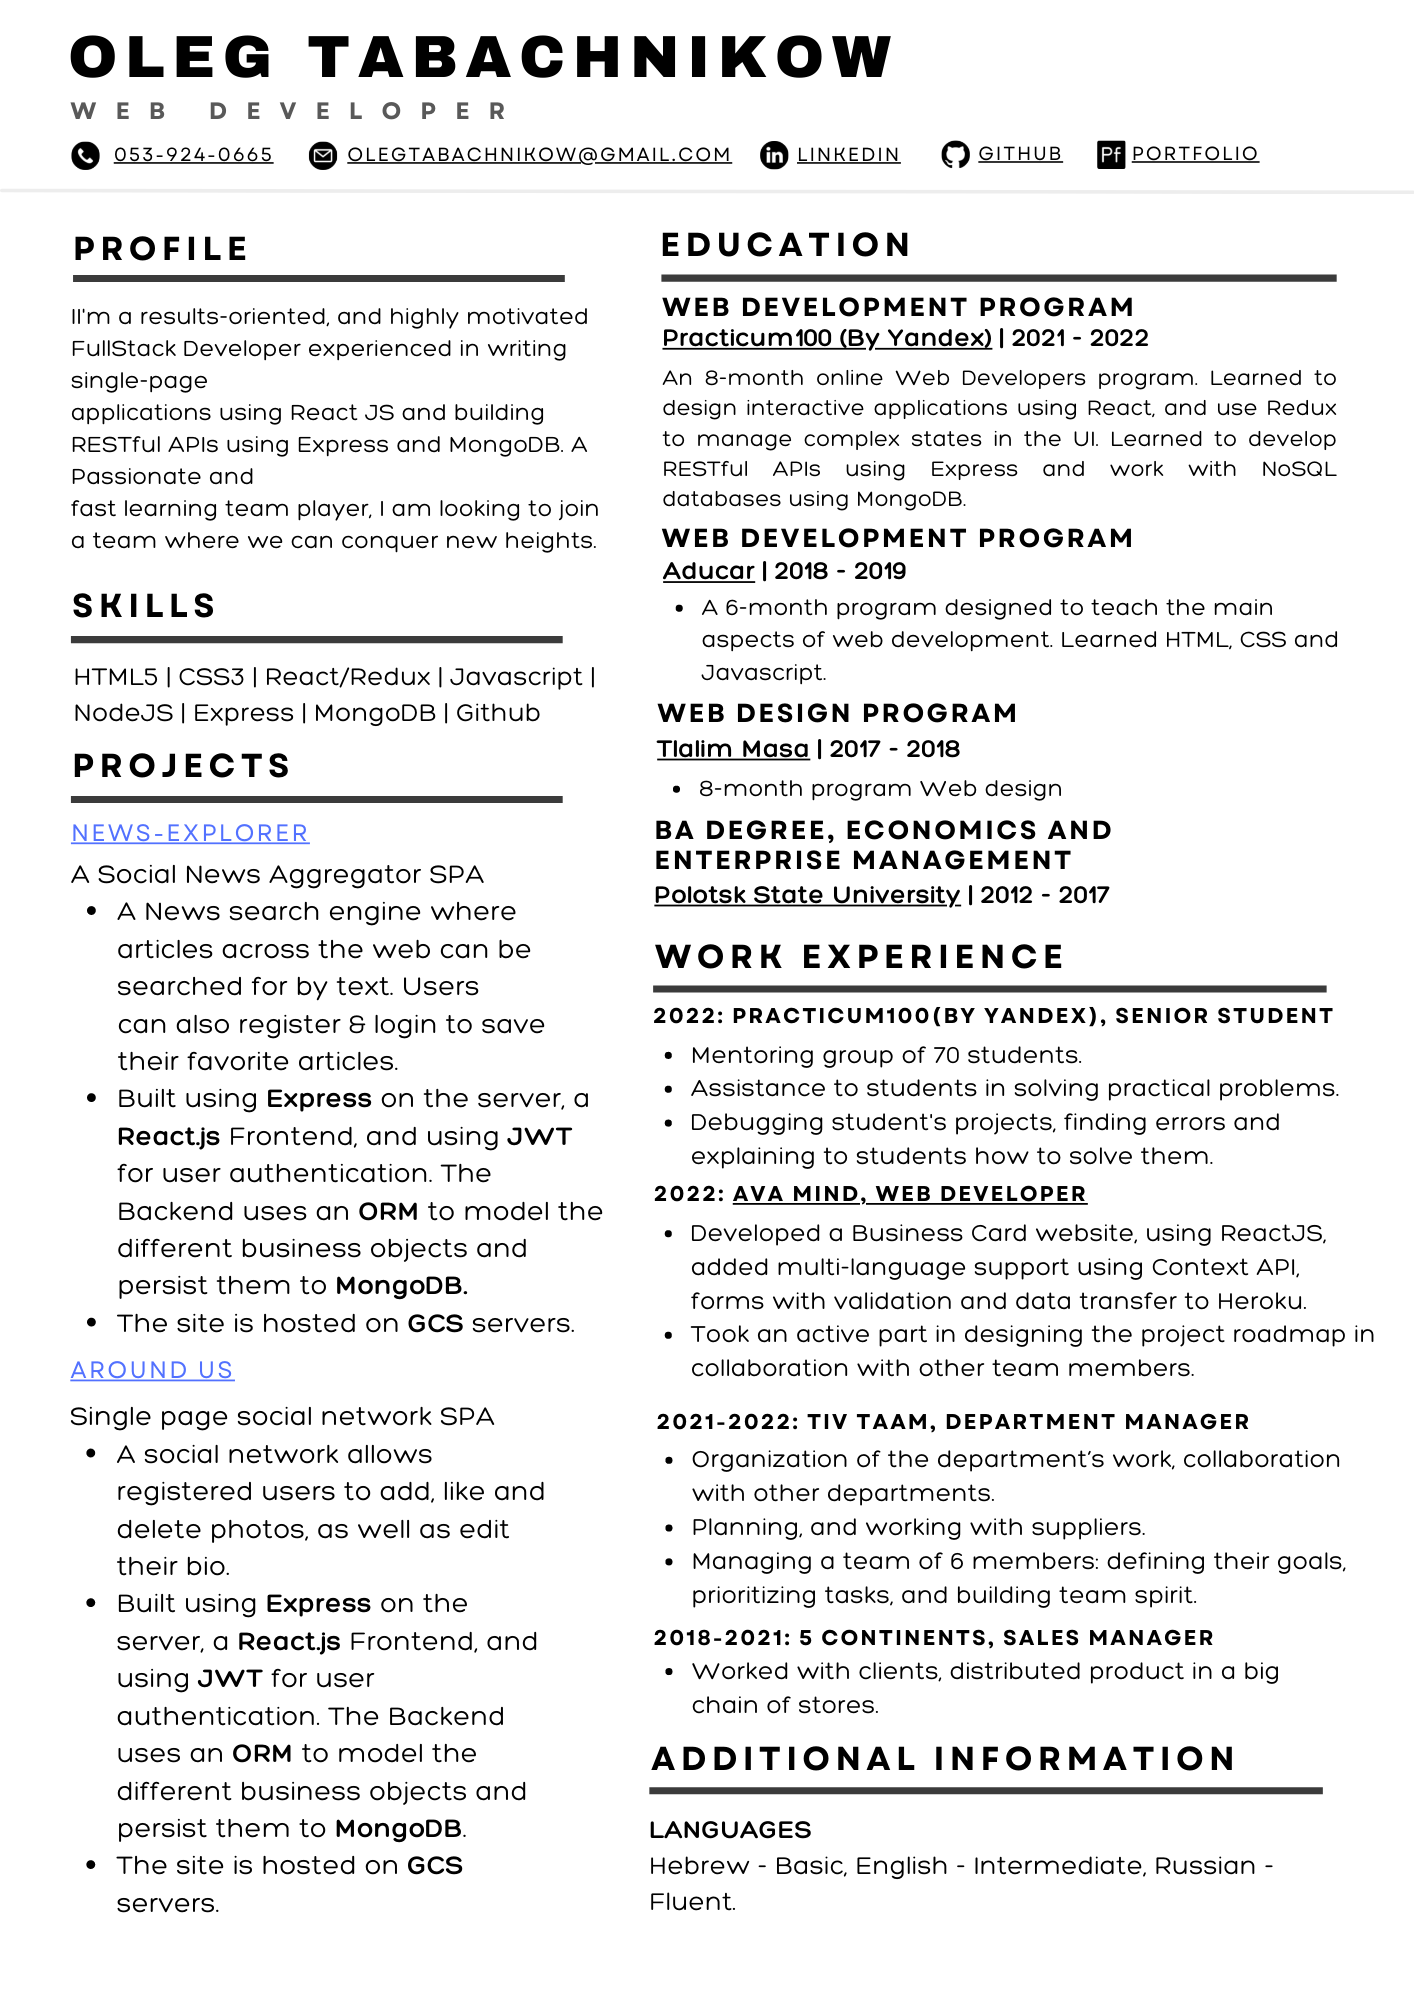 OLEG TABACHNIKOW
WEB DEVELOPER
053-924-0665 OLEGTABACHNIKOW@GMAIL.COM LINKEDIN GITHUB Pf PORTFOLIO
PROFILE
II'm a results-oriented, and highly motivated
FullStack Developer experienced in writing
single-page
applications using React JS and building
RESTful APIs using Express and MongoDB. A
Passionate and
fast learning team player, I am looking to join
a team where we can conquer new heights.
SKILLS
HTML5 | CSS3 | React/Redux | Javascript |
NodeJS | Express | MongoDB | Github
PROJECTS
NEWS-EXPLORER
A Social News Aggregator SPA
• A News search engine where
articles across the web can be
searched for by text. Users
can also register & login to save
their favorite articles.
• Built using Express on the server, a
React.js Frontend, and using JWT
for user authentication. The
Backend uses an ORM to model the
different business objects and
persist them to MongoDB.
• The site is hosted on GCS servers.
AROUND US
Single page social network SPA
• A social network allows
registered users to add, like and
delete photos, as well as edit
their bio.
• Built using Express on the
server, a React.js Frontend, and
using JWT for user
authentication. The Backend
uses an ORM to model the
different business objects and
persist them to MongoDB.
• The site is hosted on GCS
servers.
EDUCATION
WEB DEVELOPMENT PROGRAM
Practicum100 (By Yandex) | 2021 - 2022
An 8-month online Web Developers program. Learned to
design interactive applications using React, and use Redux
to manage complex states in the UI. Learned to develop
RESTful APIs using Express and work with NoSQL
databases using MongoDB.
WEB DEVELOPMENT PROGRAM
Aducar | 2018 - 2019
• A 6-month program designed to teach the main
aspects of web development. Learned HTML, CSS and
Javascript.
WEB DESIGN PROGRAM
Tlalim Masa | 2017 - 2018
• 8-month program Web design
BA DEGREE, ECONOMICS AND
ENTERPRISE MANAGEMENT
Polotsk State University | 2012 - 2017
WORK EXPERIENCE
2022: PRACTICUM100(BY YANDEX), SENIOR STUDENT
• Mentoring group of 70 students.
• Assistance to students in solving practical problems.
• Debugging student's projects, finding errors and
explaining to students how to solve them.
2022: AVA MIND, WEB DEVELOPER
• Developed a Business Card website, using ReactJS,
added multi-language support using Context API,
forms with validation and data transfer to Heroku.
• Took an active part in designing the project roadmap in
collaboration with other team members.
2021-2022: TIV TAAM, DEPARTMENT MANAGER
• Organization of the department’s work, collaboration
with other departments.
• Planning, and working with suppliers.
• Managing a team of 6 members: defining their goals,
prioritizing tasks, and building team spirit.
2018-2021: 5 CONTINENTS, SALES MANAGER
• Worked with clients, distributed product in a big
chain of stores.
ADDITIONAL INFORMATION
LANGUAGES
Hebrew - Basic, English - Intermediate, Russian -
Fluent.